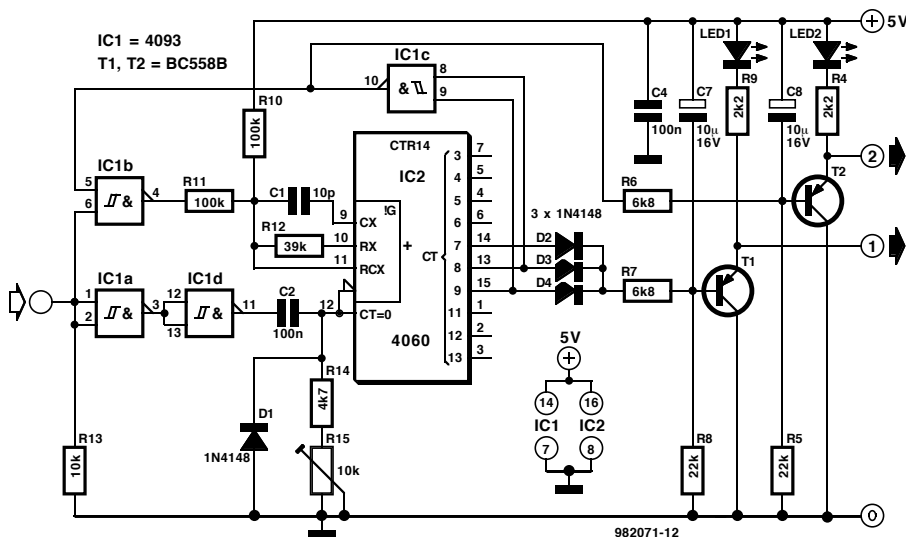 IC1 = 4093
T1, T2 = BC558B
IC1c
10
8
9
&
R10
100k
CTR14
IC2
C4
100n
C7
10µ
16V
LED1
R9
2k2
C8
10µ
16V
LED2
R4
2k2
5V
2
IC1b
5
6
&
4
R11
100k
C1
10p
R12
39k
9
10
11
!G
CX
RX
RCX
+
CT
3
4
5
6
7
8
9
11
12
13
7
5
4
6
14
13
15
1
2
3
3 x 1N4148
D2
D3
D4
R6
6k8
R7
6k8
T2
T1
1
IC1a
1
2
&
3
IC1d
12
13
&
11
C2
100n
12
CT=0
4060
R14
4k7
D1
1N4148
R15
10k
R13
10k
5V
14
16
IC1
IC2
7
8
R8
22k
R5
22k
0
982071-12